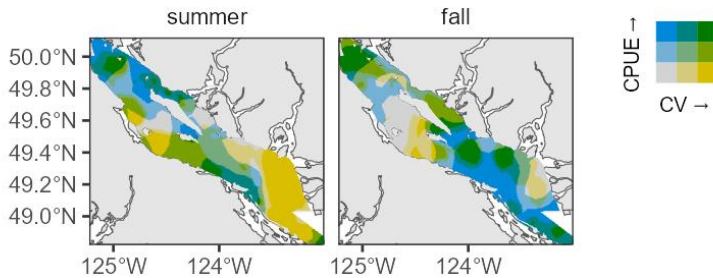 summer
fall
50.0°N
49.8°N
49.6°N
49.4°N
49.2°N
49.0°N
125°W
124°W
125°W
124°W
CPUE →
CV →